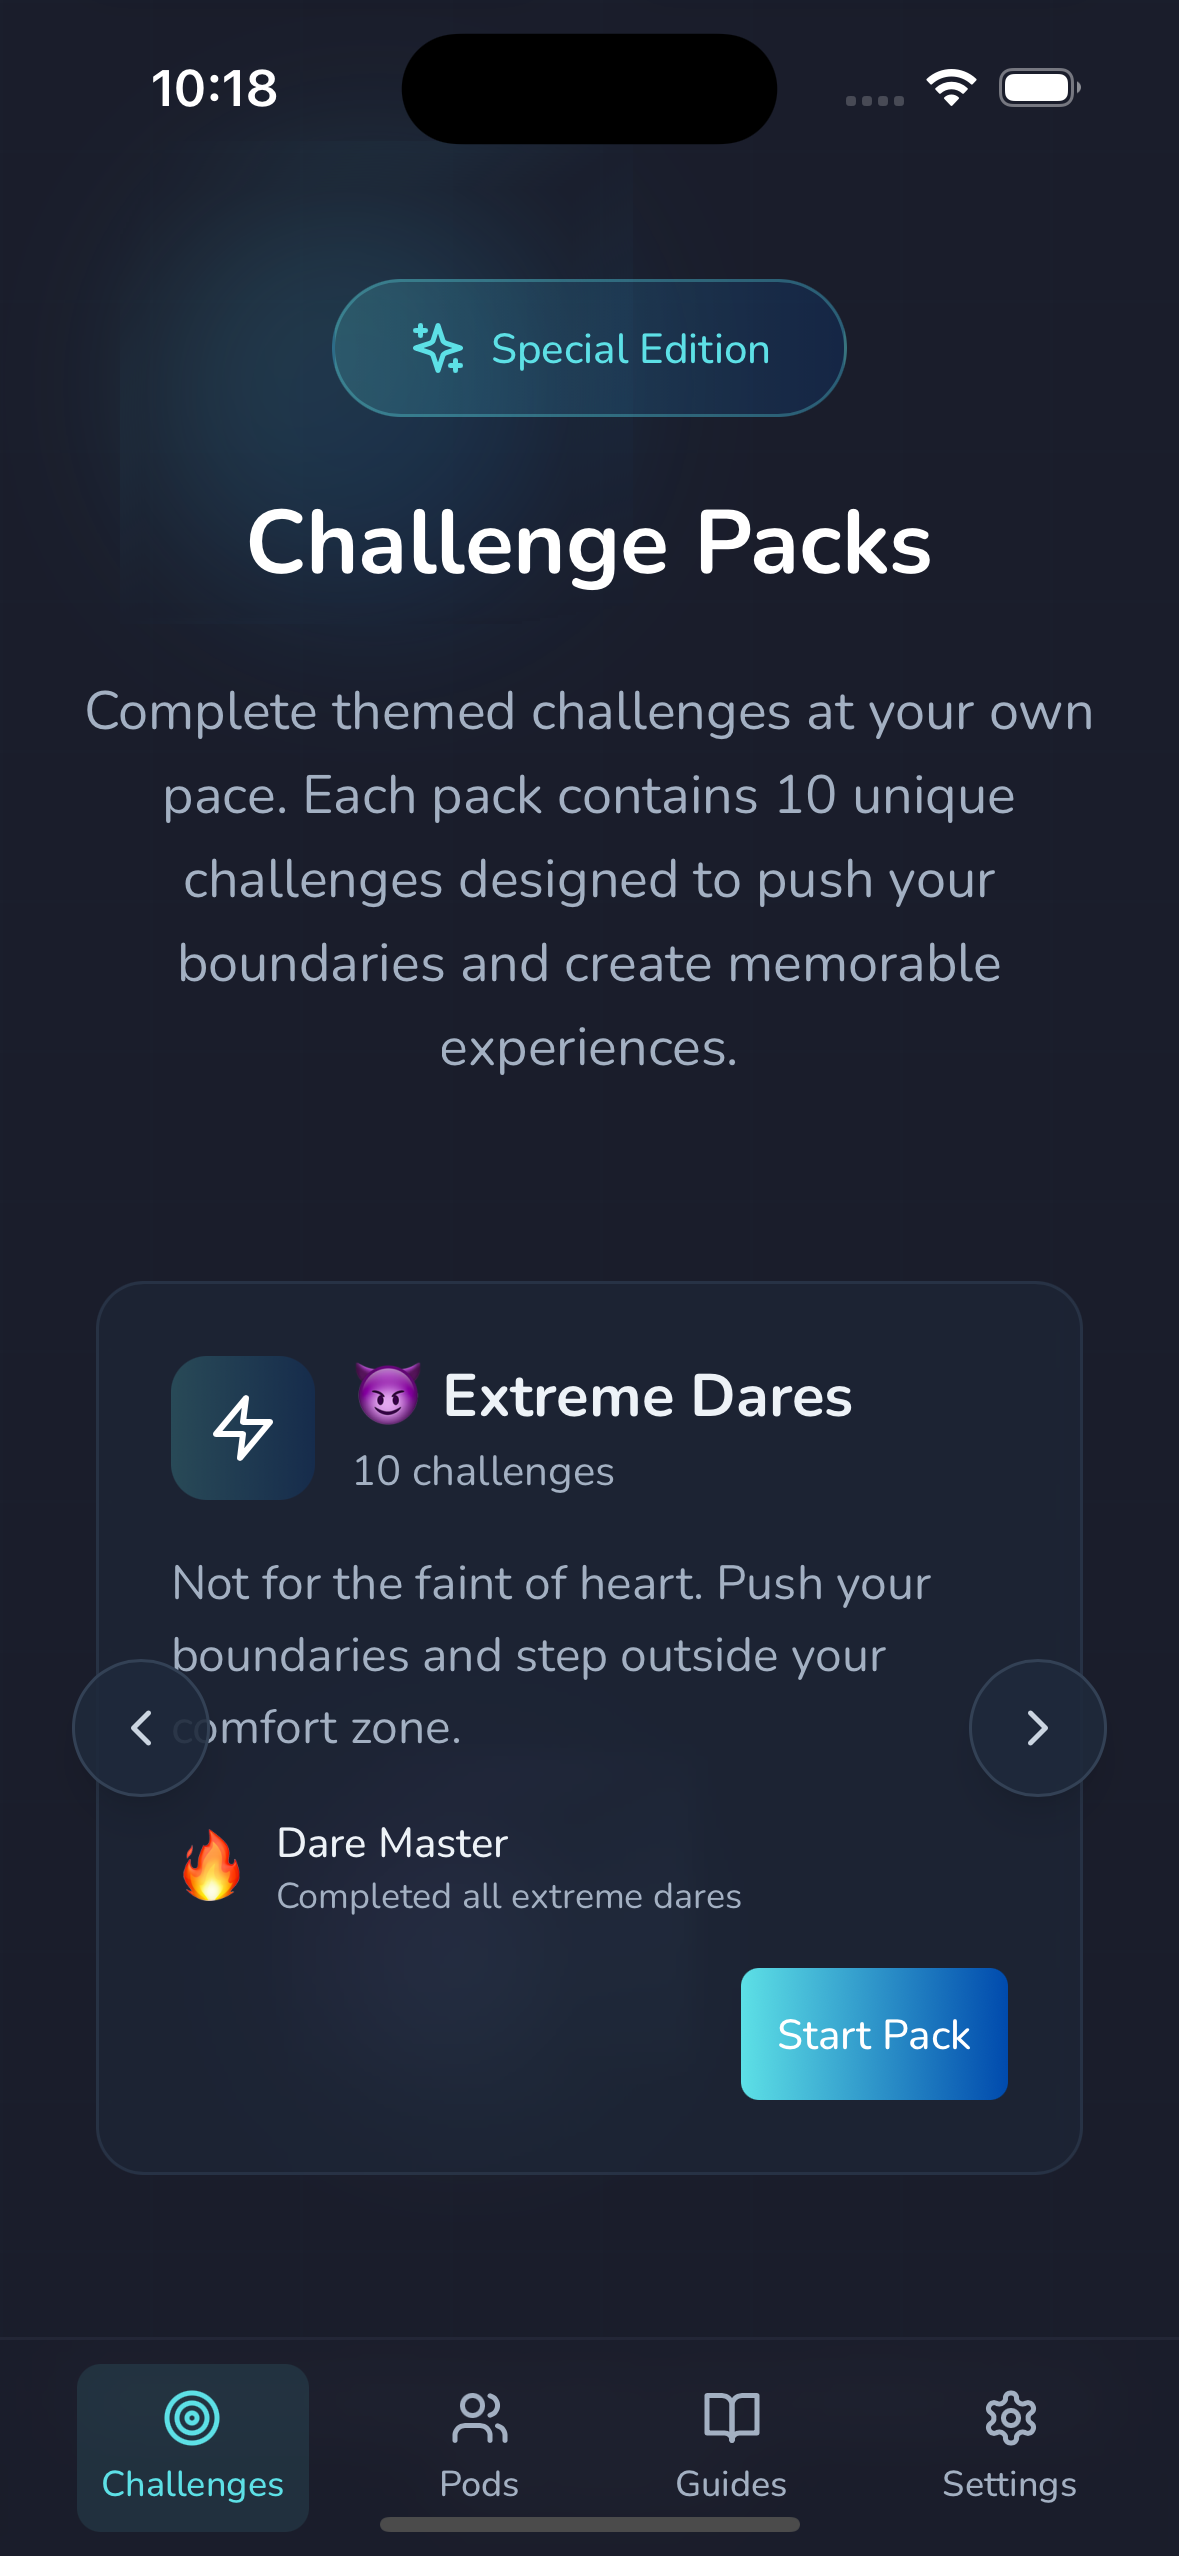 10:18
Special Edition
Challenge Packs
Complete themed challenges at your own
pace. Each pack contains 10 unique
challenges designed to push your
boundaries and create memorable
experiences.
😈 Extreme Dares
10 challenges
Not for the faint of heart. Push your
boundaries and step outside your
comfort zone.
Dare Master
Completed all extreme dares
Start Pack
Challenges
Pods
Guides
Settings